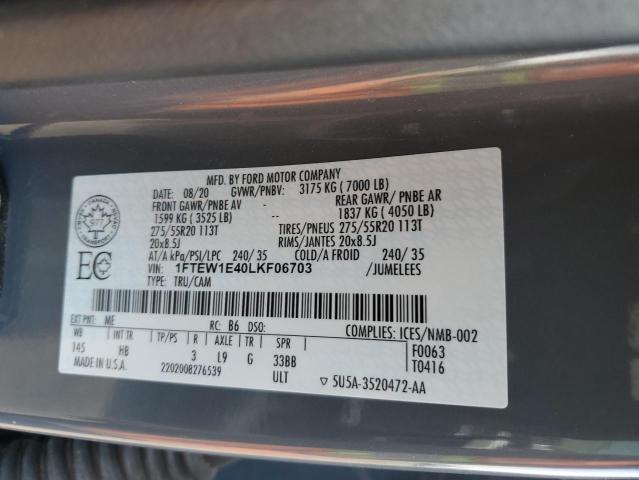 MFD. BY FORD MOTOR COMPANY
DATE: 08/20 GVWR/PNBV: 3175 KG ( 7000 LB)
FRONT GAWR/PNBE AV REAR GAWR/ PNBE AR
1599 KG ( 3525 LB) 1837 KG ( 4050 LB)
275/55R20 113T TIRES/PNEUS 275/55R20 113T
20x8.5J RIMS/JANTES 20x8.5J
AT/A kPa/PSI/LPC 240/ 35 COLD/A FROID 240/ 35
VIN: 1FTEW1E40LKF06703 /JUMELEES
TYPE: TRU/CAM
EC
CANADA
TRANSPORT
EXT PNT: ME RC: B6 DSO: COMPLIES: ICES/NMB-002
WB INT TR TP/PS R AXLE TR SPR F0063
145 HB 3 L9 G 33BB T0416
MADE IN U.S.A. 2202008276539 ULT ▽ 5U5A-3520472-AA